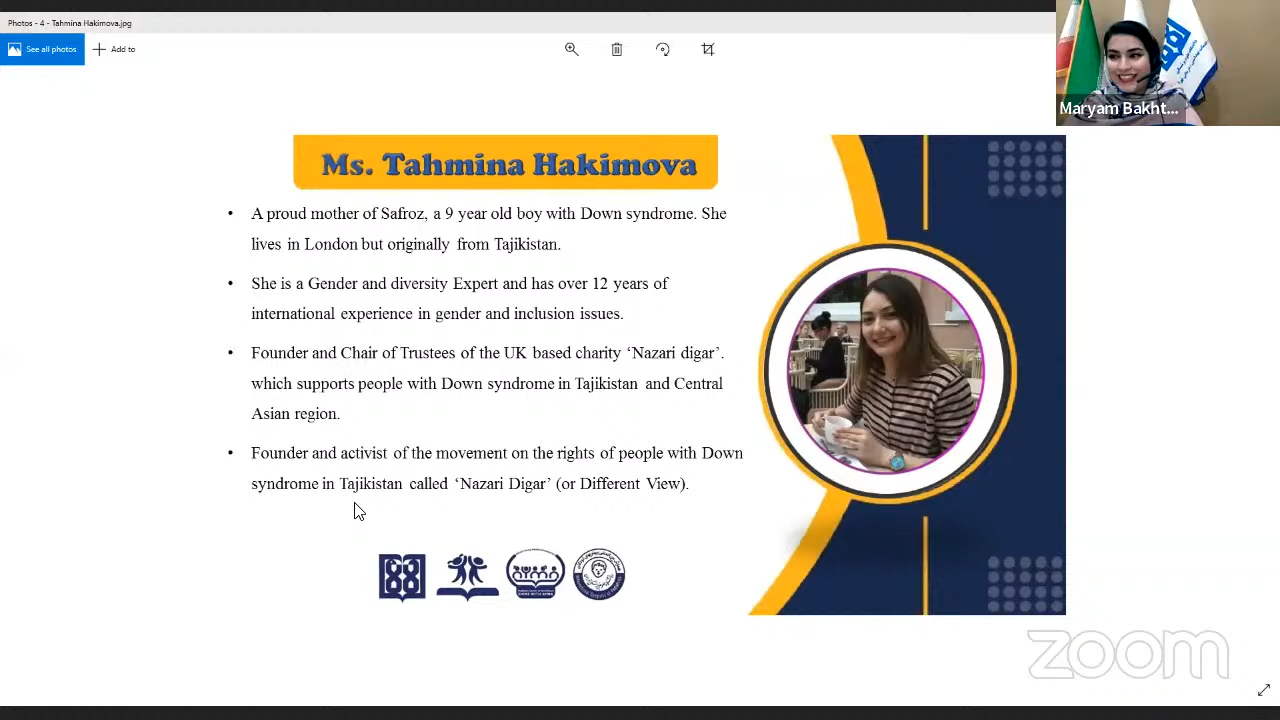 Photos - 4 - Tahmina Hakimova.jpg
See all photos
Add to
Maryam Bakht...
Ms. Tahmina Hakimova
• A proud mother of Safroz, a 9 year old boy with Down syndrome. She
lives in London but originally from Tajikistan.
• She is a Gender and diversity Expert and has over 12 years of
international experience in gender and inclusion issues.
• Founder and Chair of Trustees of the UK based charity ‘Nazari digar’.
which supports people with Down syndrome in Tajikistan and Central
Asian region.
• Founder and activist of the movement on the rights of people with Down
syndrome in Tajikistan called ‘Nazari Digar’ (or Different View).
zoom